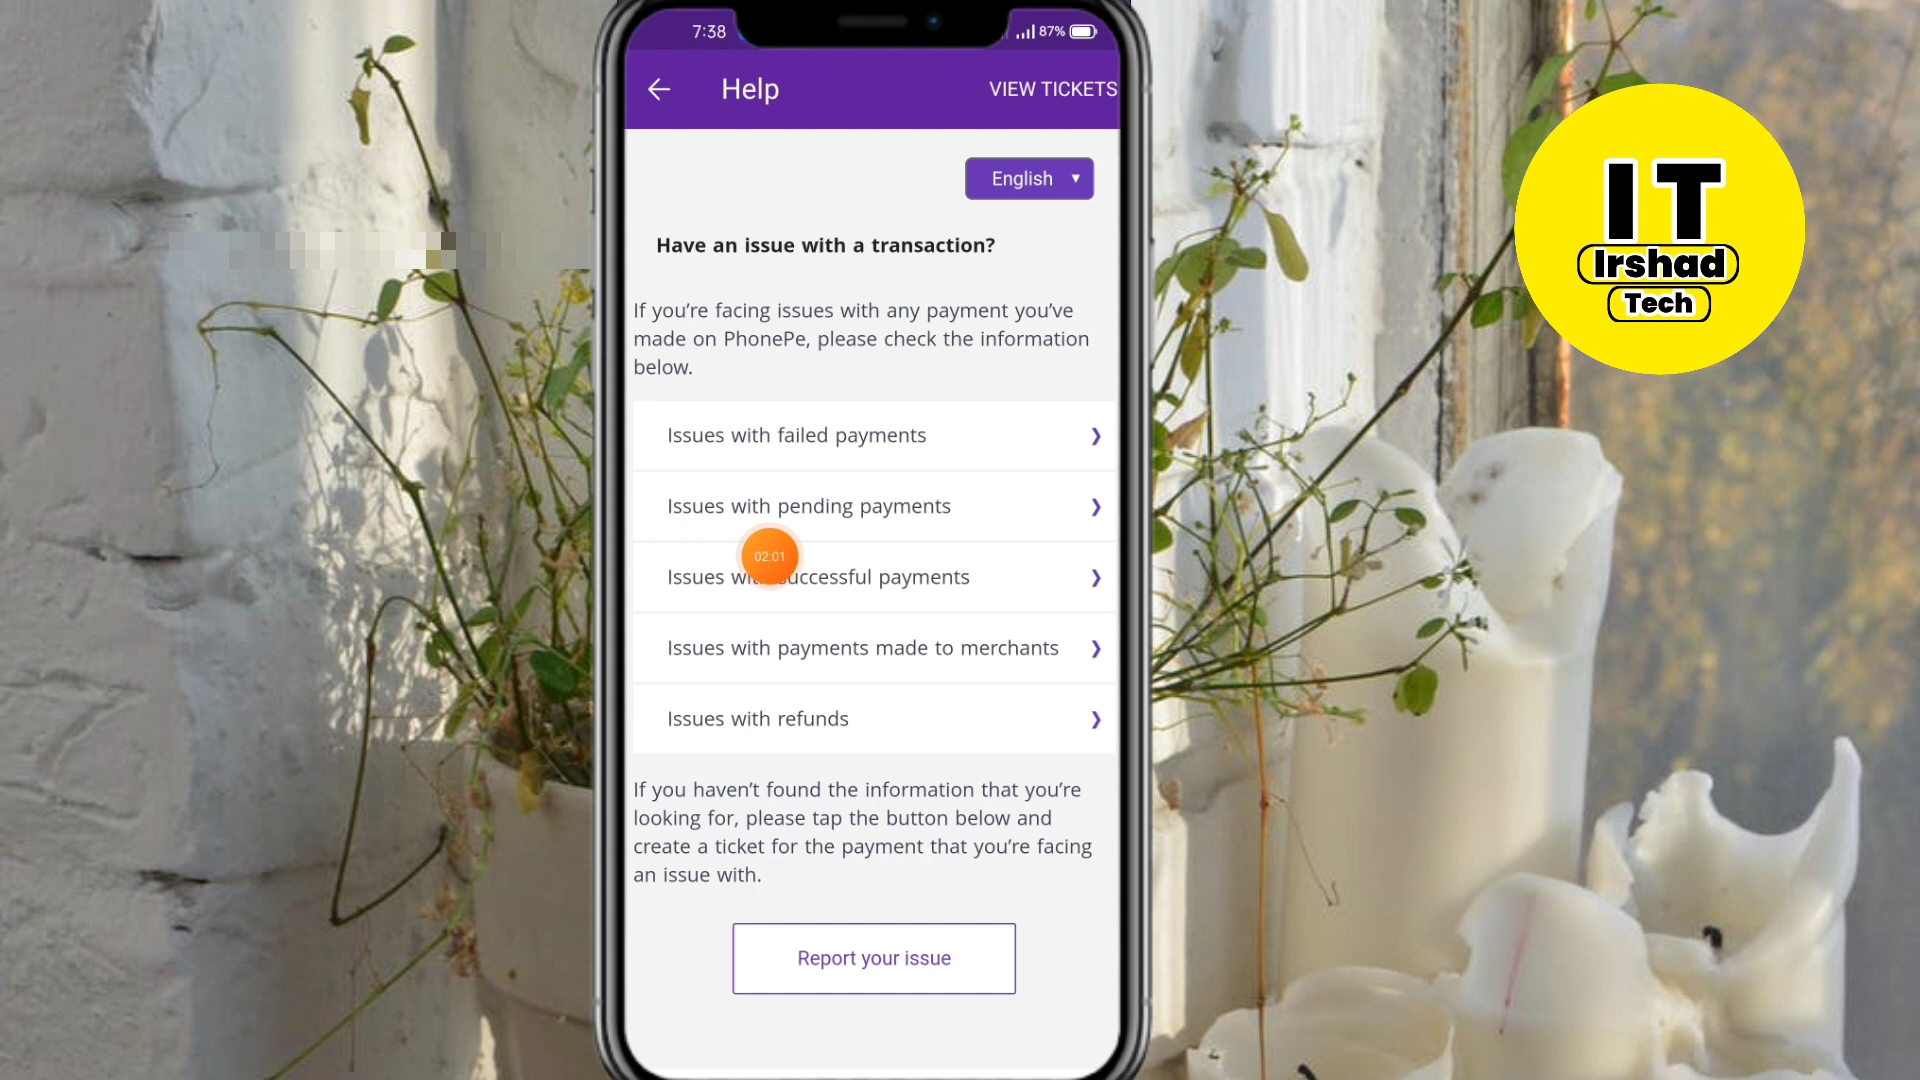 7:38
87%
Help
VIEW TICKETS
English
Have an issue with a transaction?
If you’re facing issues with any payment you’ve
made on PhonePe, please check the information
below.
Issues with failed payments
Issues with pending payments
02:01
Issues with successful payments
Issues with payments made to merchants
Issues with refunds
If you haven’t found the information that you’re
looking for, please tap the button below and
create a ticket for the payment that you’re facing
an issue with.
Report your issue
IT
Irshad
Tech